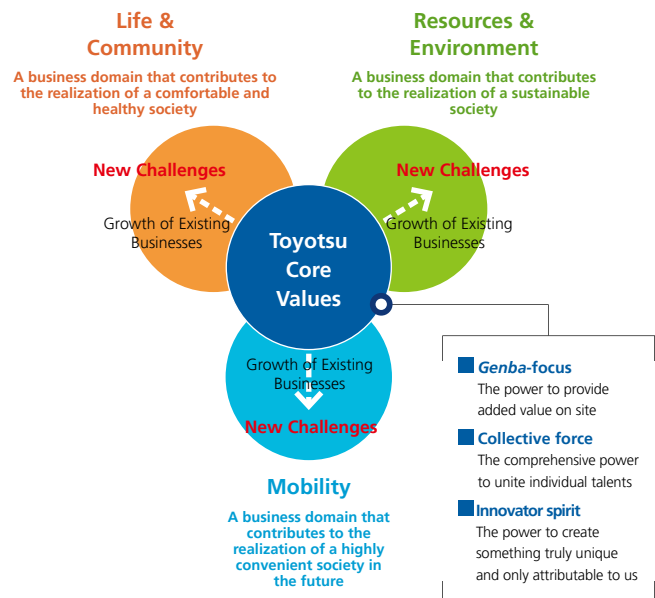 Life &
Community
A business domain that contributes to
the realization of a comfortable and
healthy society
Resources &
Environment
A business domain that contributes
to the realization of a sustainable
society
New Challenges
Growth of Existing
Businesses
New Challenges
Growth of Existing
Businesses
Toyotsu
Core
Values
Growth of Existing
Businesses
New Challenges
Mobility
A business domain that
contributes to the
realization of a highly
convenient society in
the future
Genba-focus
The power to provide
added value on site
Collective force
The comprehensive power
to unite individual talents
Innovator spirit
The power to create
something truly unique
and only attributable to us